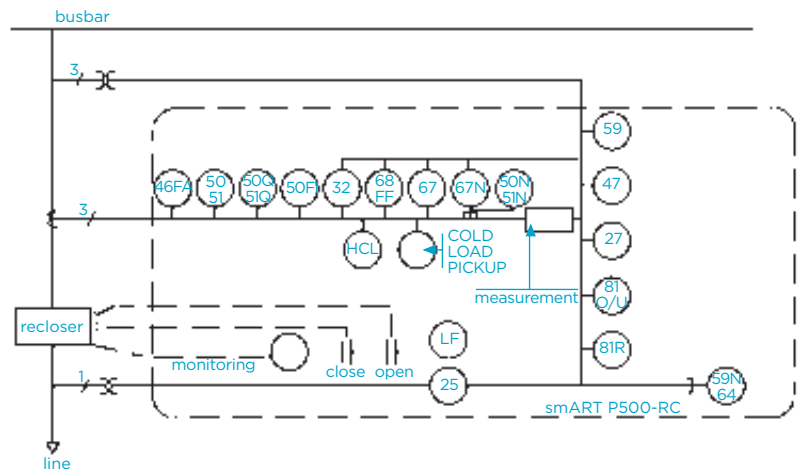 busbar
3
59
46FA
50
51
50Q
51Q
50FI
32
68
FF
67
67N
50N
51N
47
3
HCL
COLD
LOAD
PICKUP
27
measurement
81
O/U
recloser
LF
81R
monitoring
close
open
1
25
59N
64
smART P500-RC
line